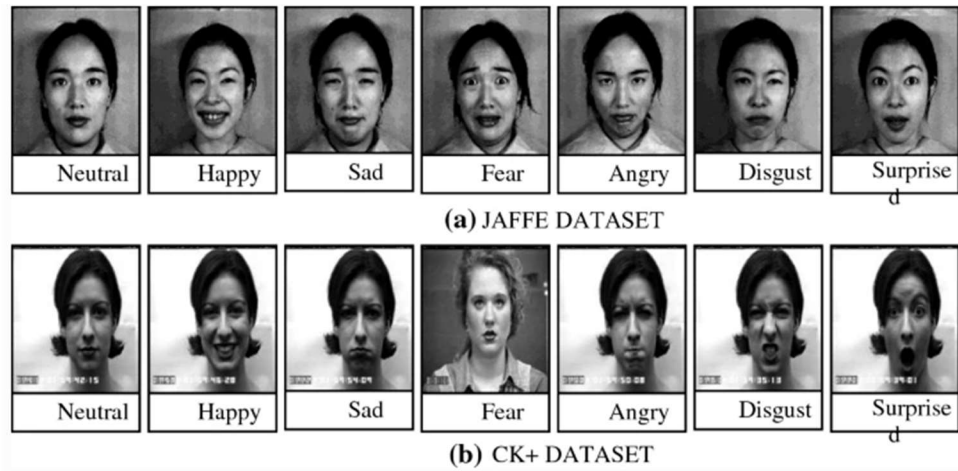 Neutral Happy Sad Fear Angry Disgust Surprise
d
(a) JAFFE DATASET
Neutral Happy Sad Fear Angry Disgust Surprise
d
(b) CK+ DATASET